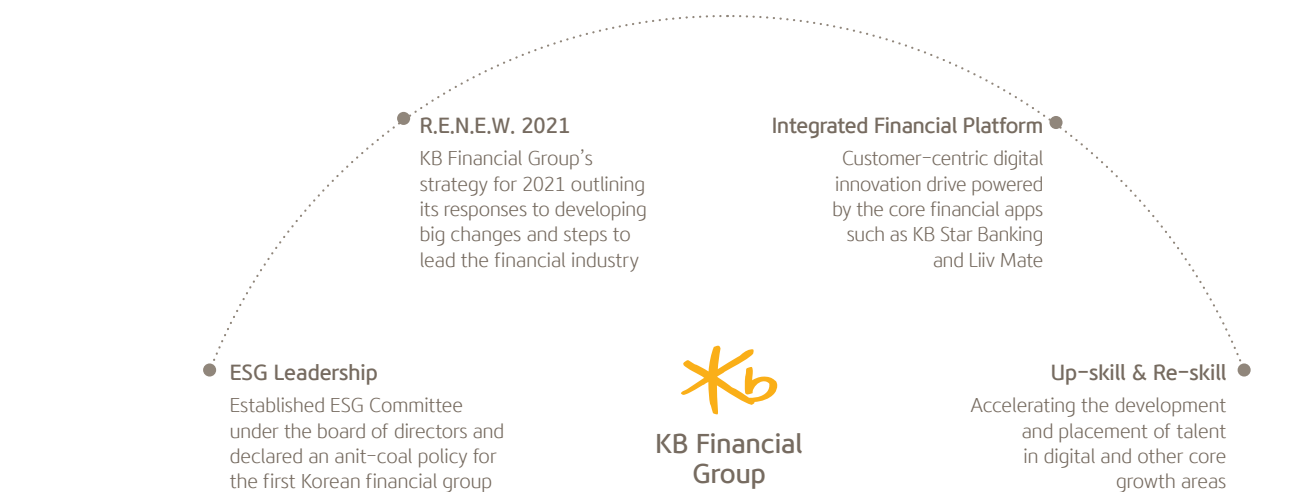 R.E.N.E.W. 2021
KB Financial Group's
strategy for 2021 outlining
its responses to developing
big changes and steps to
lead the financial industry
Integrated Financial Platform
Customer-centric digital
innovation drive powered
by the core financial apps
such as KB Star Banking
and Liiv Mate
ESG Leadership
Established ESG Committee
under the board of directors and
declared an anit-coal policy for
the first Korean financial group
Kb
KB Financial
Group
Up-skill & Re-skill
Accelerating the development
and placement of talent
in digital and other core
growth areas